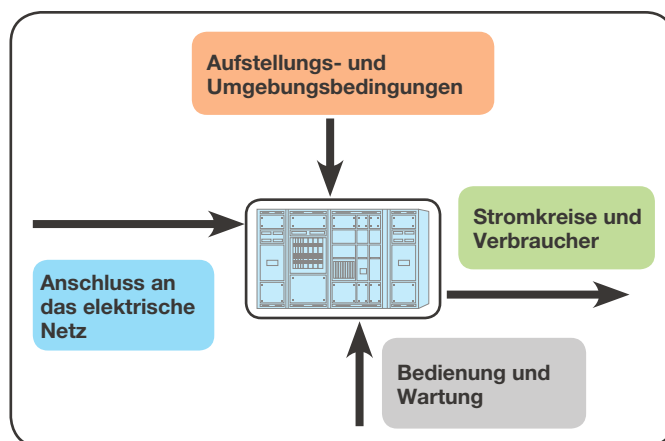 Aufstellungs- und
Umgebungsbedingungen
Stromkreise und
Verbraucher
Anschluss an
das elektrische
Netz
Bedienung und
Wartung